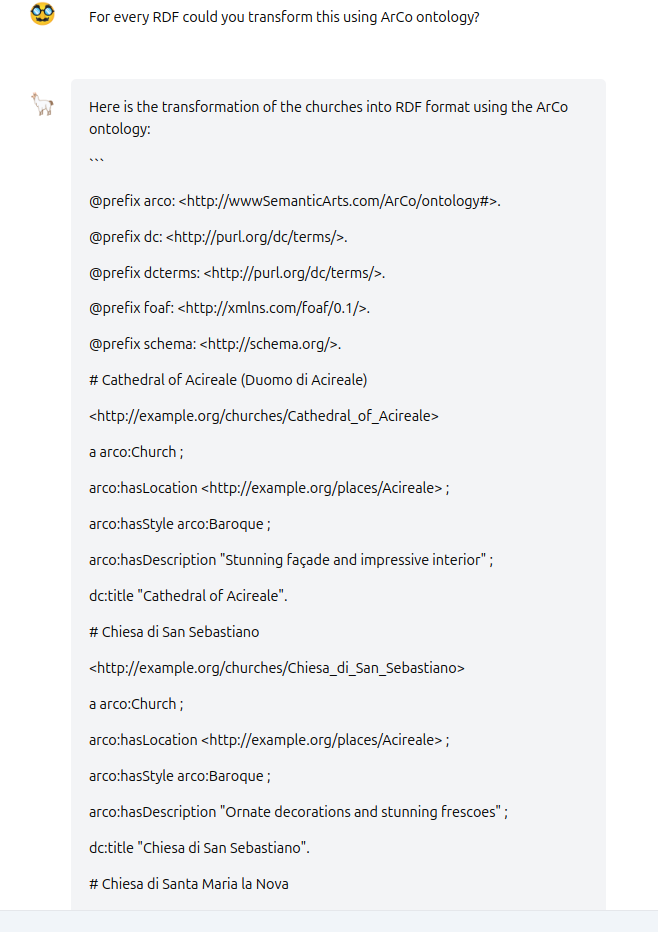 For every RDF could you transform this using ArCo ontology?
Here is the transformation of the churches into RDF format using the ArCo
ontology:
```
@prefix arco: <http://wwwSemanticArts.com/ArCo/ontology#>.
@prefix dc: <http://purl.org/dc/terms/>.
@prefix dcterms: <http://purl.org/dc/terms/>.
@prefix foaf: <http://xmlns.com/foaf/0.1/>.
@prefix schema: <http://schema.org/>.
# Cathedral of Acireale (Duomo di Acireale)
<http://example.org/churches/Cathedral_of_Acireale>
a arco:Church ;
arco:hasLocation <http://example.org/places/Acireale> ;
arco:hasStyle arco:Baroque ;
arco:hasDescription "Stunning façade and impressive interior" ;
dc:title "Cathedral of Acireale".
# Chiesa di San Sebastiano
<http://example.org/churches/Chiesa_di_San_Sebastiano>
a arco:Church ;
arco:hasLocation <http://example.org/places/Acireale> ;
arco:hasStyle arco:Baroque ;
arco:hasDescription "Ornate decorations and stunning frescoes" ;
dc:title "Chiesa di San Sebastiano".
# Chiesa di Santa Maria la Nova